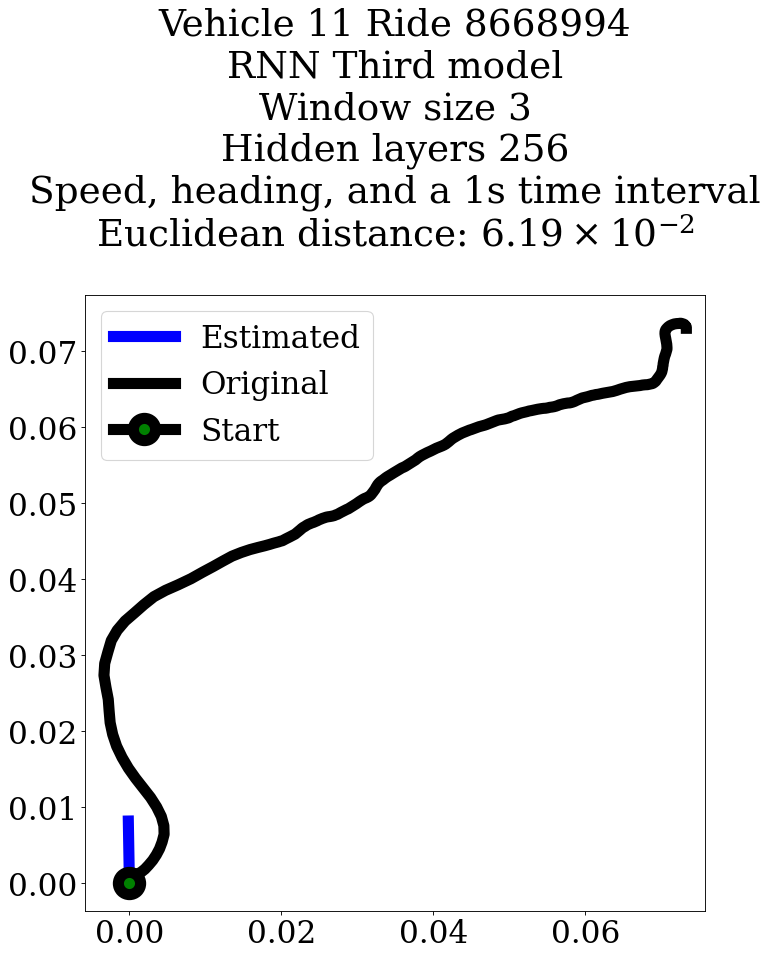 Vehicle 11 Ride 8668994
RNN Third model
Window size 3
Hidden layers 256
Speed, heading, and a 1s time interval
Euclidean distance: 6.19 × 10⁻²
Estimated
Original
Start
0.07
0.06
0.05
0.04
0.03
0.02
0.01
0.00
0.00 0.02 0.04 0.06